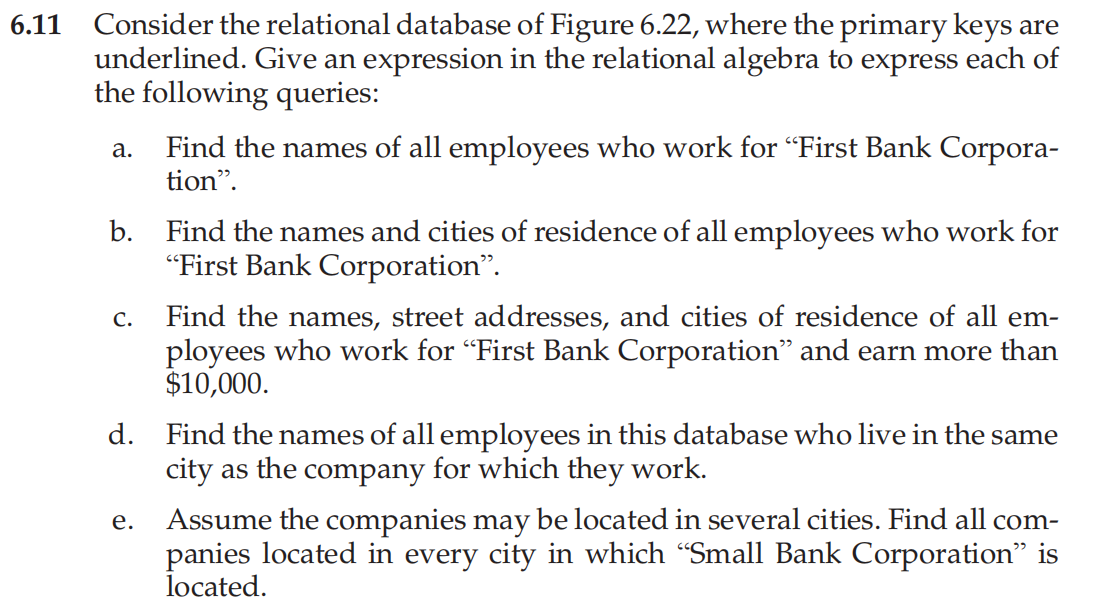 6.11 Consider the relational database of Figure 6.22, where the primary keys are
underlined. Give an expression in the relational algebra to express each of
the following queries:
a. Find the names of all employees who work for “First Bank Corpora-
tion”.
b. Find the names and cities of residence of all employees who work for
“First Bank Corporation”.
c. Find the names, street addresses, and cities of residence of all em-
ployees who work for “First Bank Corporation” and earn more than
$10,000.
d. Find the names of all employees in this database who live in the same
city as the company for which they work.
e. Assume the companies may be located in several cities. Find all com-
panies located in every city in which “Small Bank Corporation” is
located.